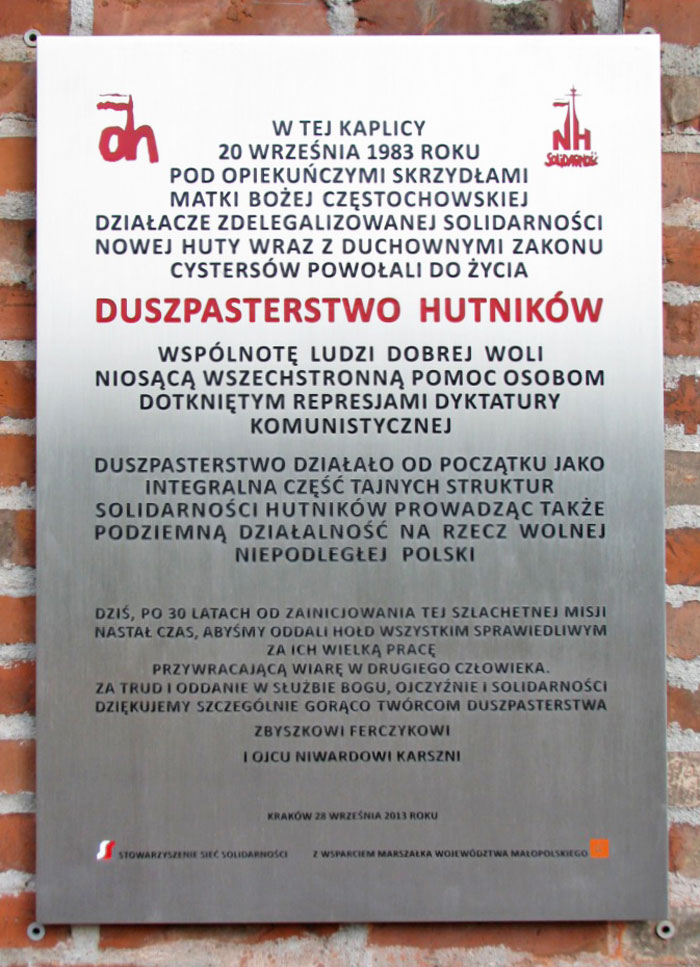 dh
NH
SOLIDARNOŚĆ
W TEJ KAPLICY
20 WRZEŚNIA 1983 ROKU
POD OPIEKUŃCZYMI SKRZYDŁAMI
MATKI BOŻEJ CZĘSTOCHOWSKIEJ
DZIAŁACZE ZDELEGALIZOWANEJ SOLIDARNOŚCI
NOWEJ HUTY WRAZ Z DUCHOWNYMI ZAKONU
CYSTERSÓW POWOŁALI DO ŻYCIA
DUSZPASTERSTWO HUTNIKÓW
WSPÓLNOTĘ LUDZI DOBREJ WOLI
NIOSĄCĄ WSZECHSTRONNĄ POMOC OSOBOM
DOTKNIĘTYM REPRESJAMI DYKTATURY
KOMUNISTYCZNEJ
DUSZPASTERSTWO DZIAŁAŁO OD POCZĄTKU JAKO
INTEGRALNA CZĘŚĆ TAJNYCH STRUKTUR
SOLIDARNOŚCI HUTNIKÓW PROWADZĄC TAKŻE
PODZIEMNĄ DZIAŁALNOŚĆ NA RZECZ WOLNEJ
NIEPODLEGŁEJ POLSKI
DZIŚ, PO 30 LATACH OD ZAINICJOWANIA TEJ SZLACHETNEJ MISJI
NASTAŁ CZAS, ABYŚMY ODDALI HOŁD WSZYSTKIM SPRAWIEDLIWYM
ZA ICH WIELKĄ PRACĘ
PRZYWRACAJĄCĄ WIARĘ W DRUGIEGO CZŁOWIEKA.
ZA TRUD I ODDANIE W SŁUŻBIE BOGU, OJCZYŹNIE I SOLIDARNOŚCI
DZIĘKUJEMY SZCZEGÓLNIE GORĄCO TWÓRCOM DUSZPASTERSTWA
ZBYSZKOWI FERCZYKOWI
I OJCU NIWARDOWI KARSZNI
KRAKÓW 28 WRZEŚNIA 2013 ROKU
STOWARZYSZENIE SIEĆ SOLIDARNOŚCI Z WSPARCIEM MARSZAŁKA WOJEWÓDZTWA MAŁOPOLSKIEGO